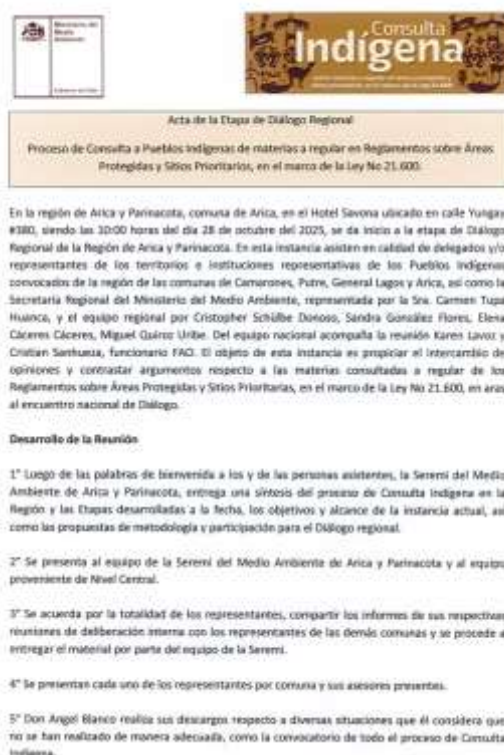 Ministerio del
Medio
Ambiente
Gobierno de Chile
Consulta
Indígena
Acta de la Etapa de Diálogo Regional
Proceso de Consulta a Pueblos Indígenas de materias a regular en Reglamentos sobre Áreas
Protegidas y Sitios Prioritarios, en el marco de la Ley No 21.600.
En la región de Arica y Parinacota, comuna de Arica, en el Hotel Savona ubicado en calle Yungay
#380, siendo las 10:00 horas del día 28 de octubre del 2025, se da inicio a la etapa de Diálogo
Regional de la Región de Arica y Parinacota. En esta instancia asisten en calidad de delegados y/o
representantes de los territorios e instituciones representativas de los Pueblos Indígenas
convocados de la región de las comunas de Camarones, Putre, General Lagos y Arica, así como la
Secretaria Regional del Ministerio del Medio Ambiente, representada por la Sra. Carmen Tupa
Huanca, y el equipo regional por Cristopher Schülbe Donoso, Sandra González Flores, Elena
Cáceres Cáceres, Miguel Quiroz Uribe. Del equipo nacional acompaña la reunión Karen Lavoz y
Cristian Sanhueza, funcionario FAO. El objeto de esta instancia es propiciar el intercambio de
opiniones y contrastar argumentos respecto a las materias consultadas a regular de los
Reglamentos sobre Áreas Protegidas y Sitios Prioritarios, en el marco de la Ley No 21.600, en aras
al encuentro nacional de Diálogo.
Desarrollo de la Reunión
1° Luego de las palabras de bienvenida a los y de las personas asistentes, la Seremi del Medio
Ambiente de Arica y Parinacota, entrega una síntesis del proceso de Consulta Indígena en la
Región y las Etapas desarrolladas a la fecha, los objetivos y alcance de la instancia actual, así
como las propuestas de metodología y participación para el Diálogo regional.
2° Se presenta al equipo de la Seremi del Medio Ambiente de Arica y Parinacota y al equipo
proveniente de Nivel Central.
3° Se acuerda por la totalidad de los representantes, compartir los informes de sus respectivas
reuniones de deliberación interna con los representantes de las demás comunas y se procede a
entregar el material por parte del equipo de la Seremi.
4° Se presentan cada uno de los representantes por comuna y sus asesores presentes.
5° Don Angel Blanco realiza sus descargos respecto a diversas situaciones que él considera que
no se han realizado de manera adecuada, como la convocatorio de todo el proceso de Consulta
Indígena.